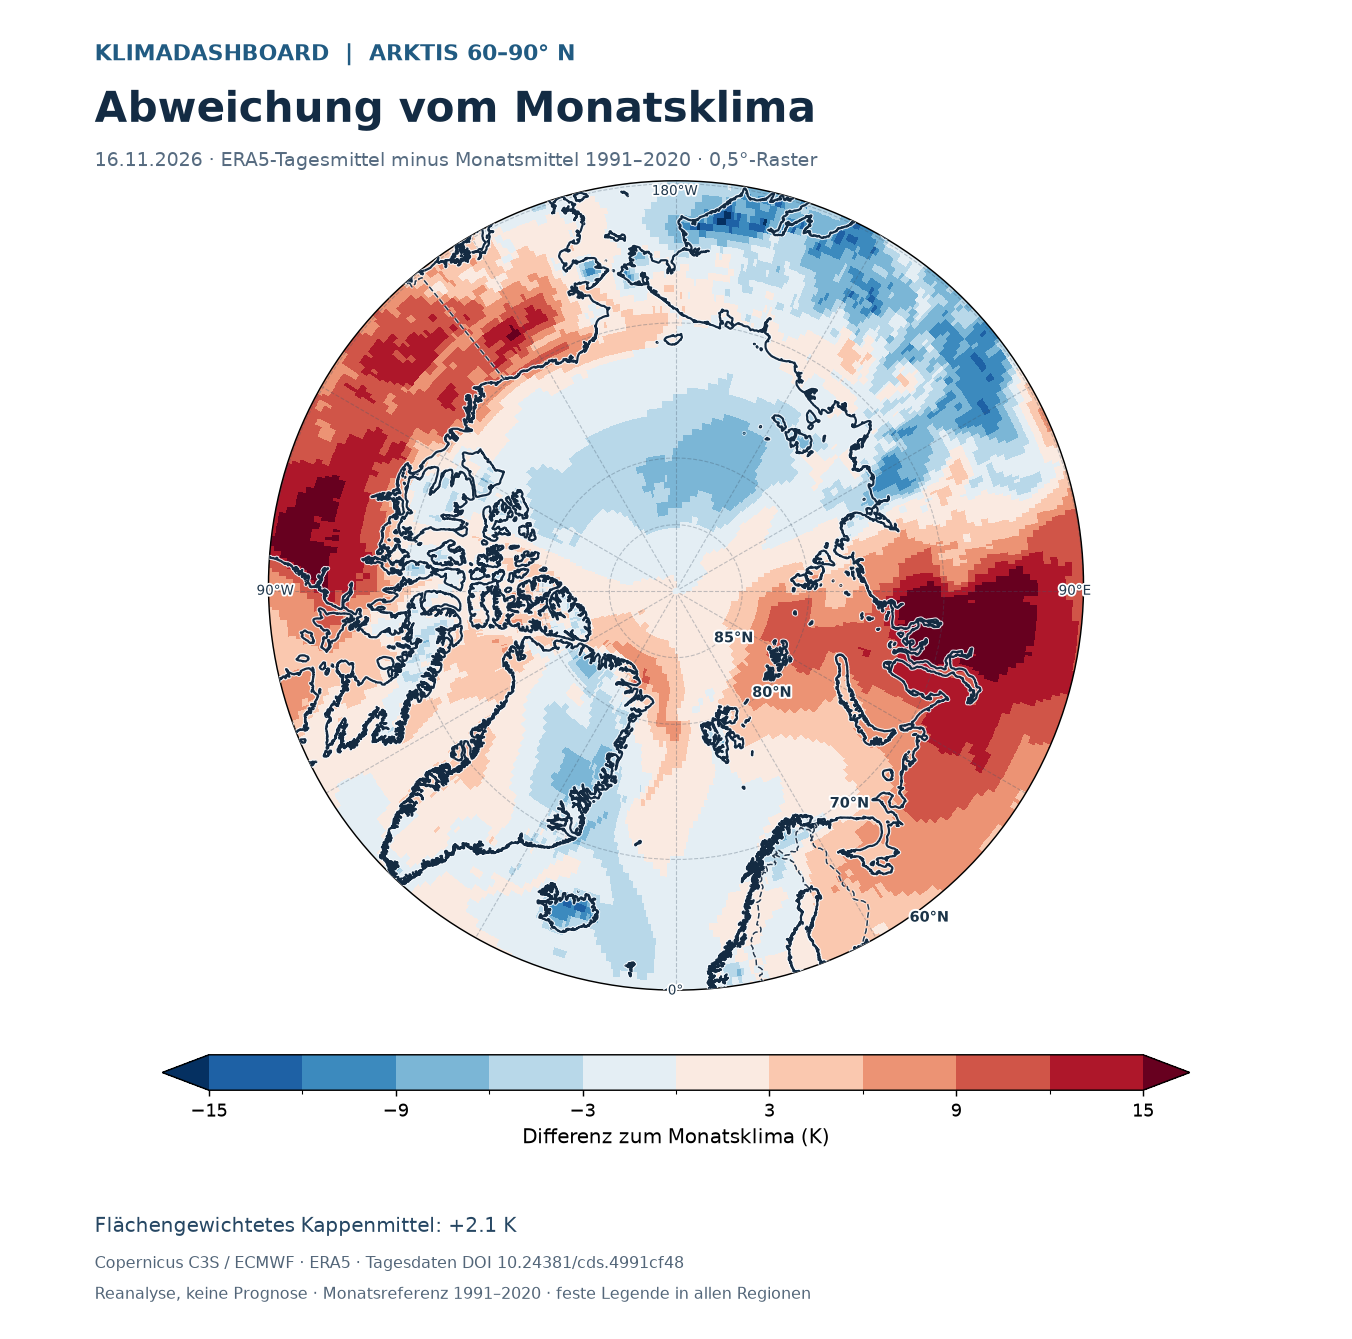 KLIMADASHBOARD | ARKTIS 60–90° N
Abweichung vom Monatsklima
16.11.2026 · ERA5-Tagesmittel minus Monatsmittel 1991–2020 · 0,5°-Raster
180°W
90°W
90°E
85°N
80°N
70°N
60°N
0°
−15 −9 −3 3 9 15
Differenz zum Monatsklima (K)
Flächengewichtetes Kappenmittel: +2.1 K
Copernicus C3S / ECMWF · ERA5 · Tagesdaten DOI 10.24381/cds.4991cf48
Reanalyse, keine Prognose · Monatsreferenz 1991–2020 · feste Legende in allen Regionen